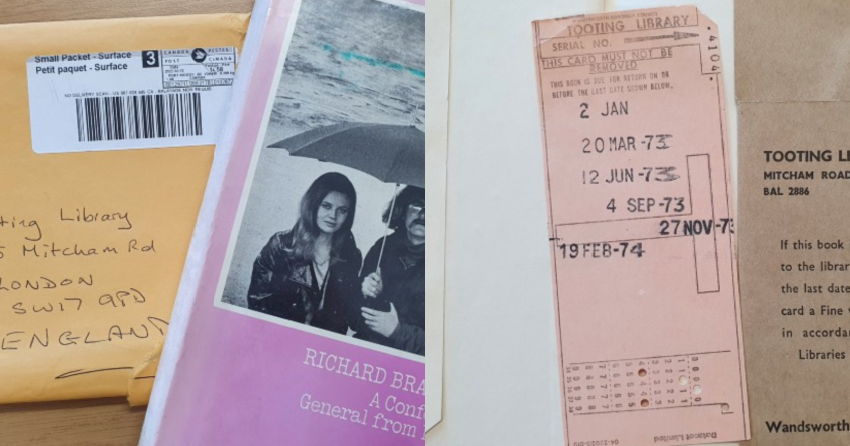 Small Packet - Surface
Petit paquet - Surface
3
CANADA
POSTES
POST
CANADA
ting Library
5 Mitcham Rd
LONDON
SW17 9PD
ENGLAND
RICHARD BRA
A Conf
General from
TOOTING LIBRARY
SERIAL NO.
4104
THIS CARD MUST NOT BE
REMOVED
THIS BOOK IS DUE FOR RETURN ON OR
BEFORE THE LAST DATE SHOWN BELOW.
2 JAN
20 MAR -73
12 JUN -73
4 SEP -73
27 NOV -73
19 FEB -74
TOOTING LI
MITCHAM ROAD
BAL 2886
If this book
to the librar
the last date
card a Fine
in accordan
Libraries
Wandsworth